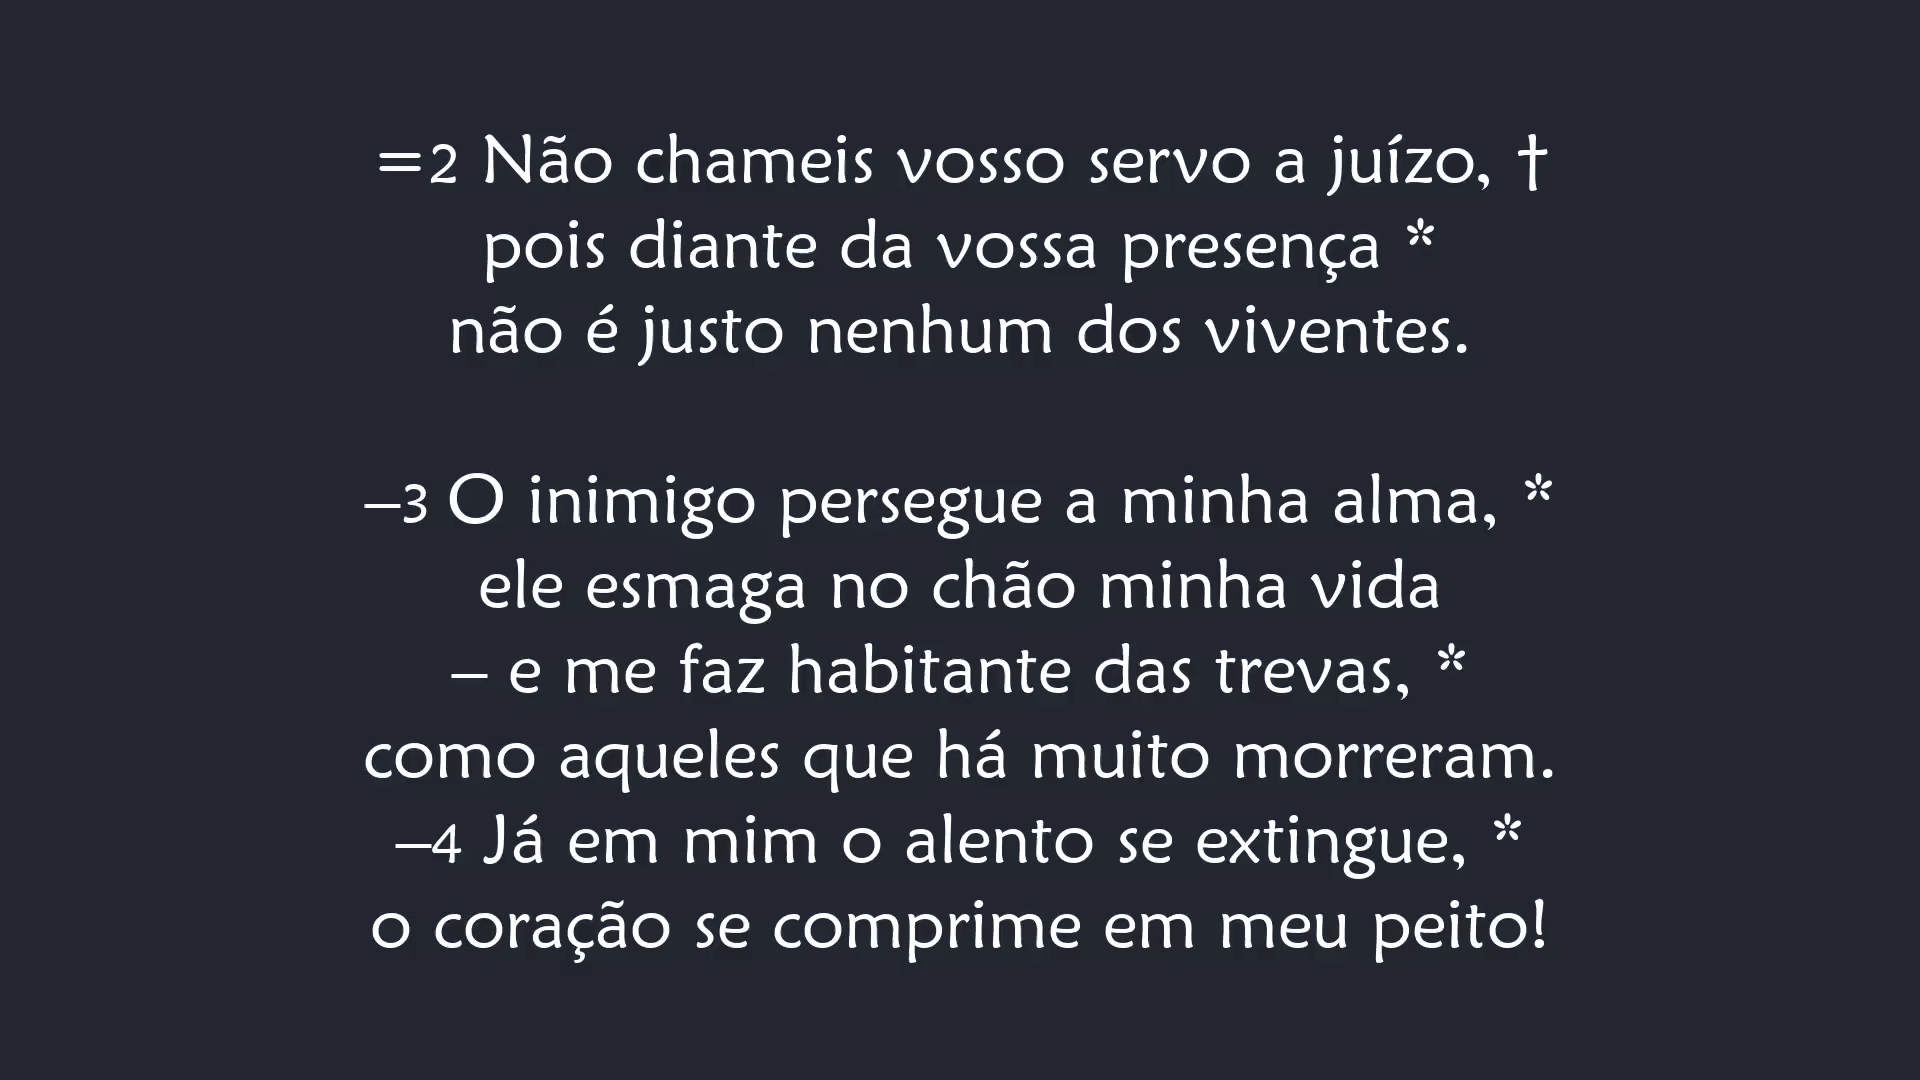 =2 Não chameis vosso servo a juízo, †
pois diante da vossa presença *
não é justo nenhum dos viventes.
–3 O inimigo persegue a minha alma, *
ele esmaga no chão minha vida
– e me faz habitante das trevas, *
como aqueles que há muito morreram.
–4 Já em mim o alento se extingue, *
o coração se comprime em meu peito!